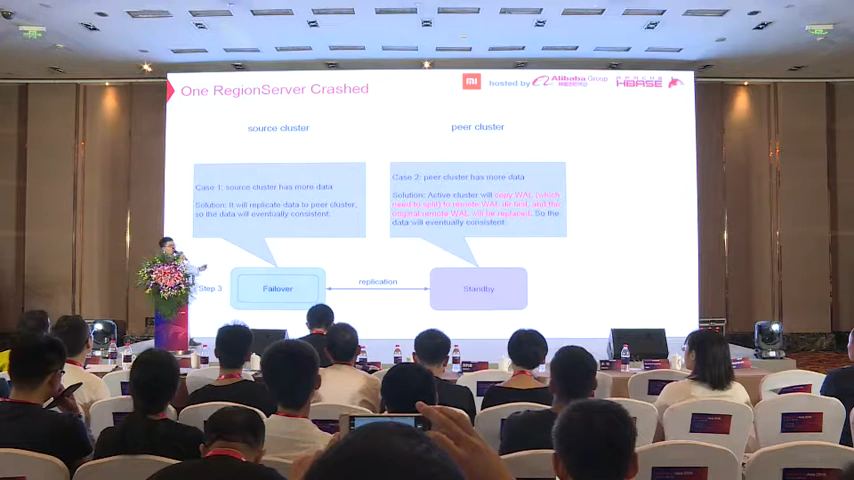 One RegionServer Crashed
mi
hosted by
Alibaba Group
HBASE
source cluster
peer cluster
Case 1: source cluster has more data
Solution: It will replicate data to peer cluster,
so the data will eventually consistent.
Case 2: peer cluster has more data
Solution: Active cluster will copy WAL (which
need to split) to remote WAL dir first, and the
original remote WAL will be replaced. So the
data will eventually consistent.
Step 3
Failover
replication
Standby